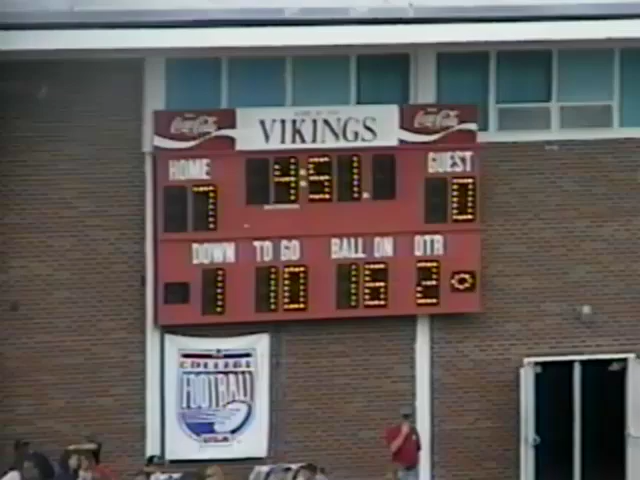 Coca-Cola VIKINGS Coca-Cola
HOME 4:51 GUEST
7 0
DOWN TO GO BALL ON QTR
1 10 16 2
COLLEGE
FOOTBALL
USA